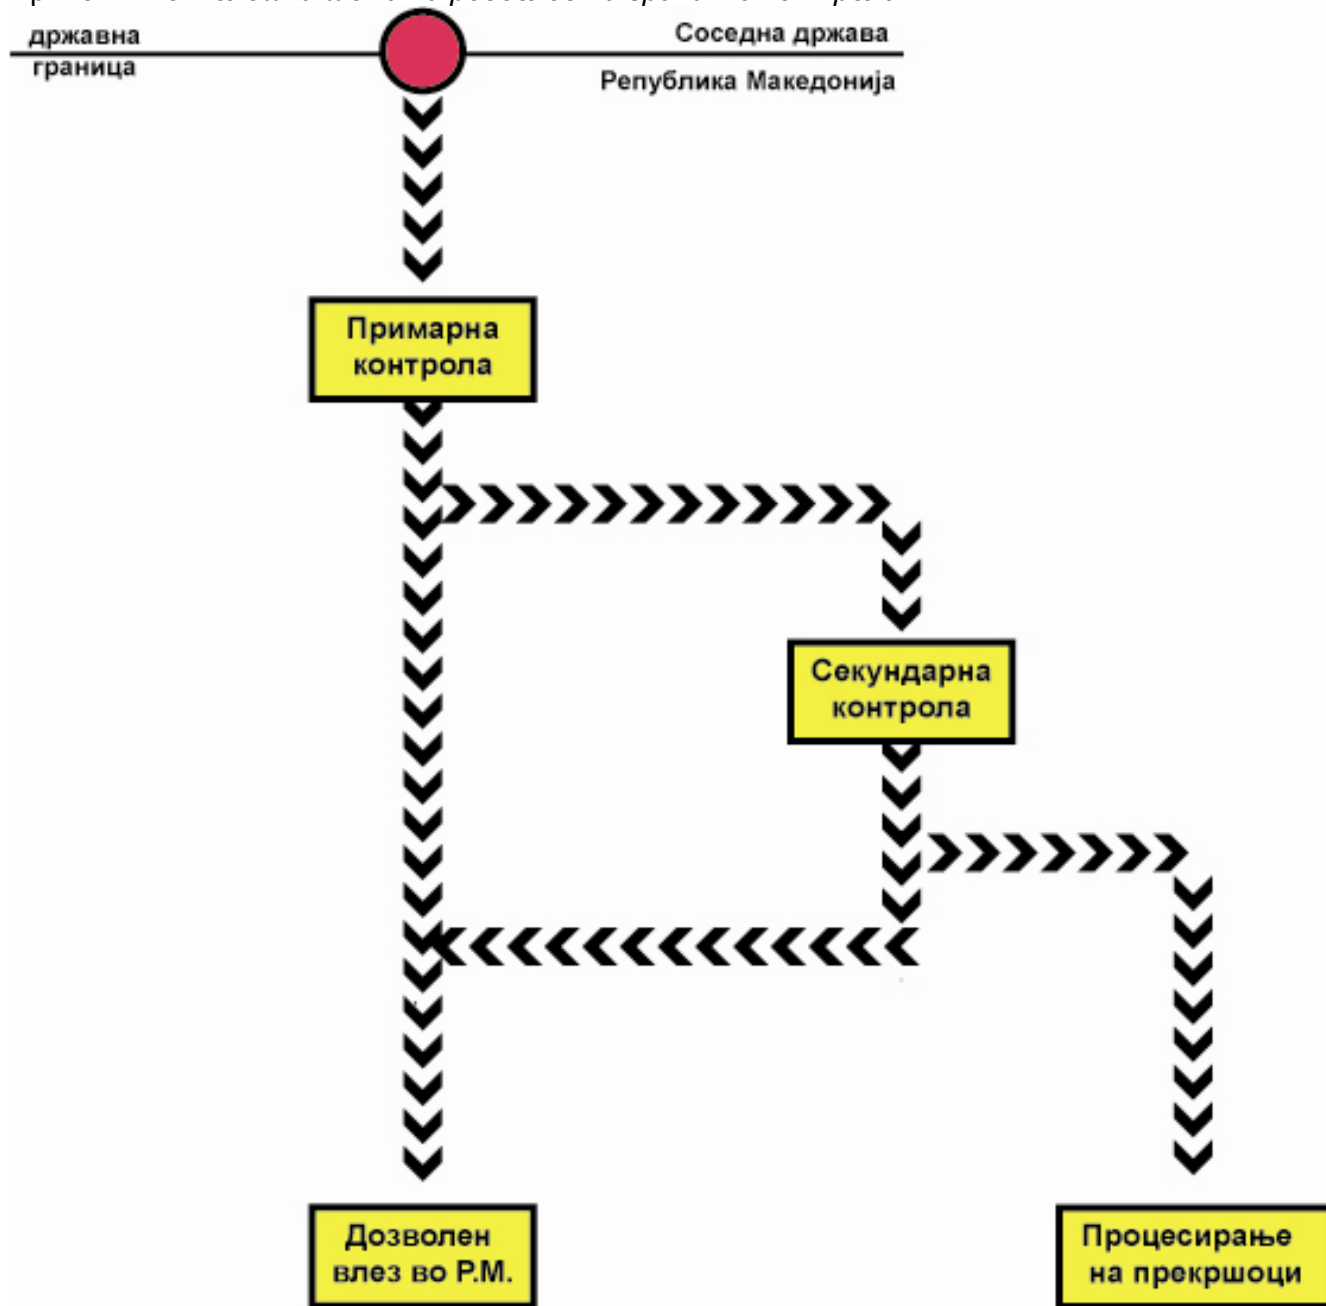 државна
граница
Соседна држава
Република Македонија
Примарна
контрола
Секундарна
контрола
Дозволен
влез во Р.М.
Процесирање
на прекршоци